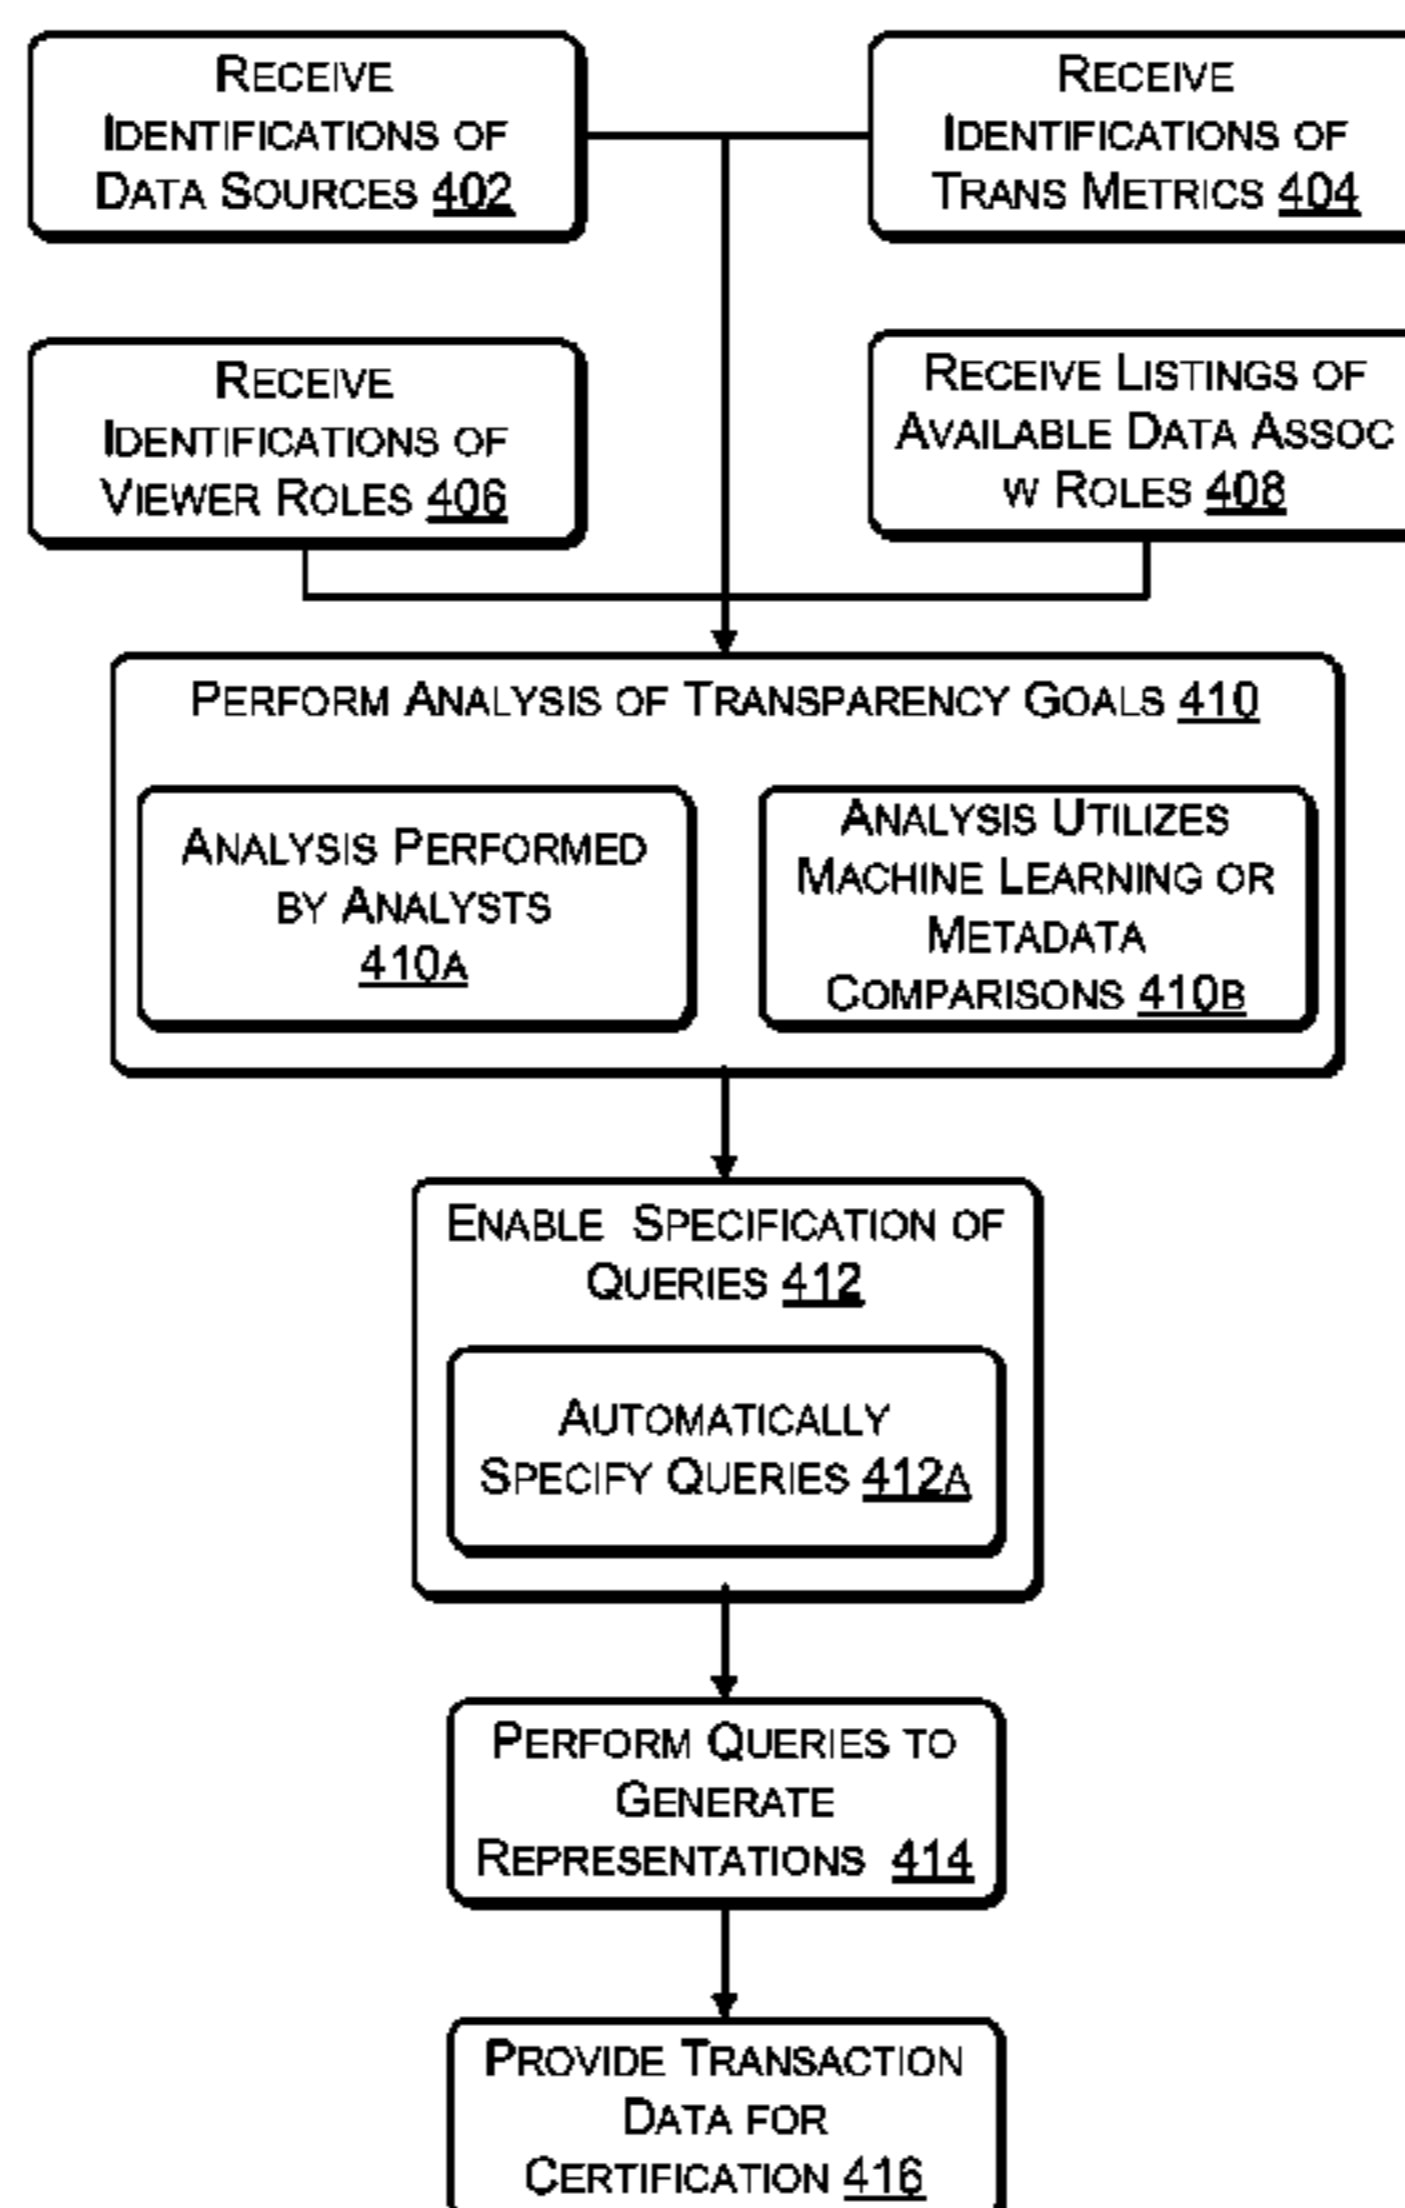 RECEIVE
IDENTIFICATIONS OF
DATA SOURCES 402
RECEIVE
IDENTIFICATIONS OF
TRANS METRICS 404
RECEIVE
IDENTIFICATIONS OF
VIEWER ROLES 406
RECEIVE LISTINGS OF
AVAILABLE DATA ASSOC
W ROLES 408
PERFORM ANALYSIS OF TRANSPARENCY GOALS 410
ANALYSIS PERFORMED
BY ANALYSTS
410A
ANALYSIS UTILIZES
MACHINE LEARNING OR
METADATA
COMPARISONS 410B
ENABLE SPECIFICATION OF
QUERIES 412
AUTOMATICALLY
SPECIFY QUERIES 412A
PERFORM QUERIES TO
GENERATE
REPRESENTATIONS 414
PROVIDE TRANSACTION
DATA FOR
CERTIFICATION 416